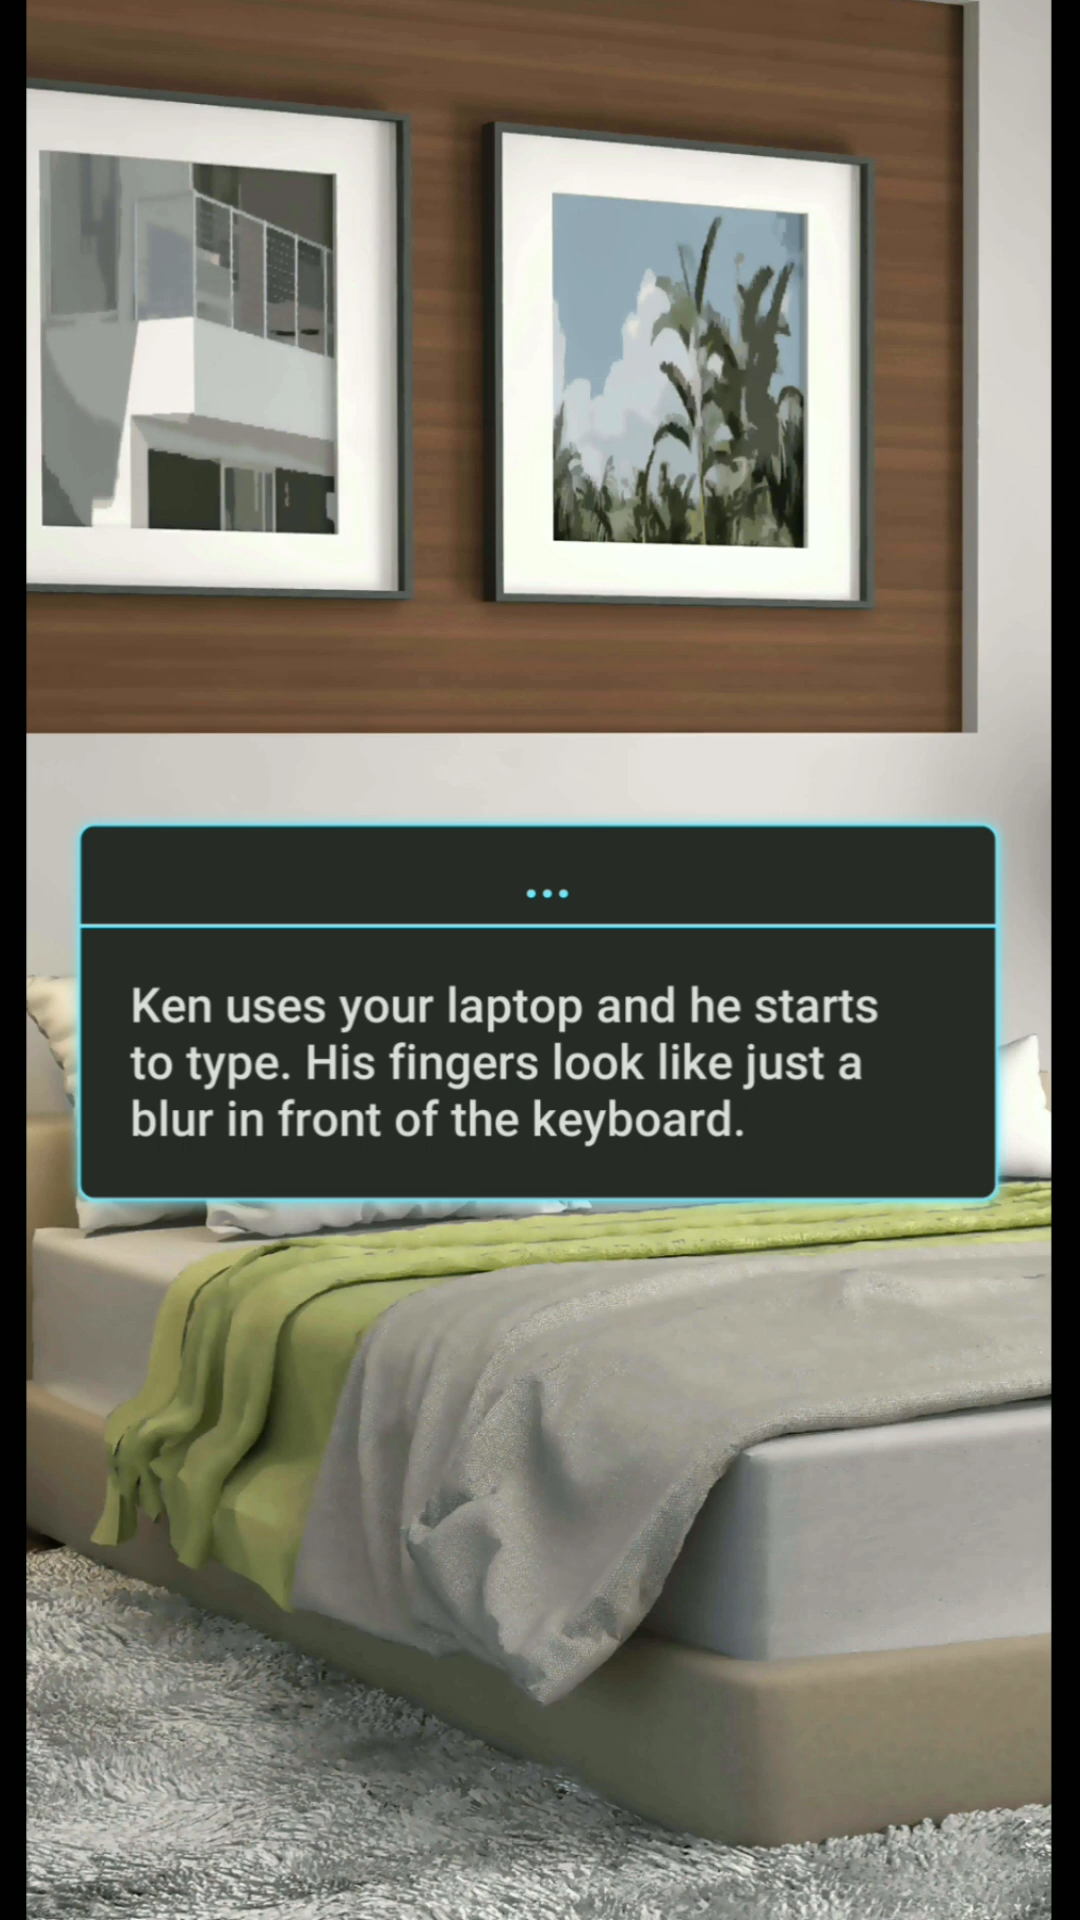 ...
Ken uses your laptop and he starts
to type. His fingers look like just a
blur in front of the keyboard.